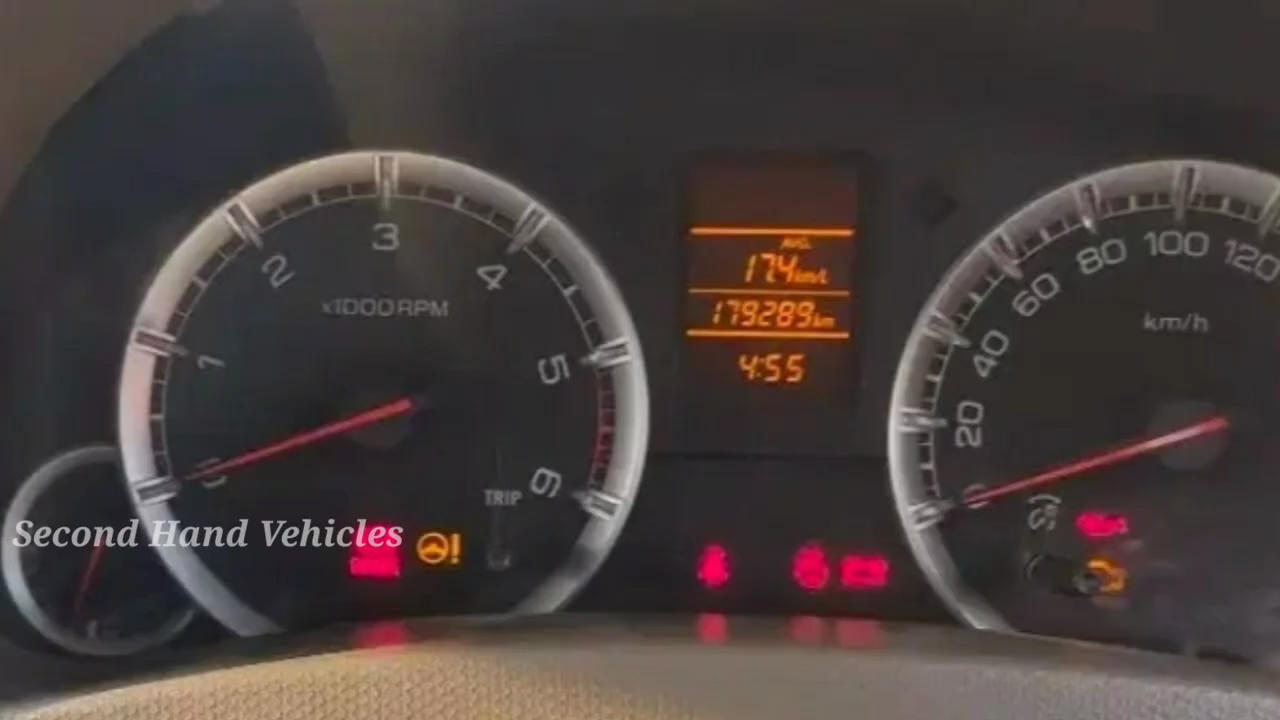 3
2
4
x1000RPM
1
5
0
6
TRIP
AVG.
17.4km/L
179289km
4:55
20
40
60
80
100
120
km/h
Second Hand Vehicles